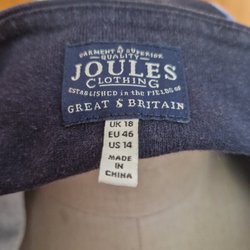 GARMENT OF SUPERIOR
QUALITY
JOULES
CLOTHING
ESTABLISHED in the FIELDS OF
GREAT & BRITAIN
UK 18
EU 46
US 14
MADE
IN
CHINA